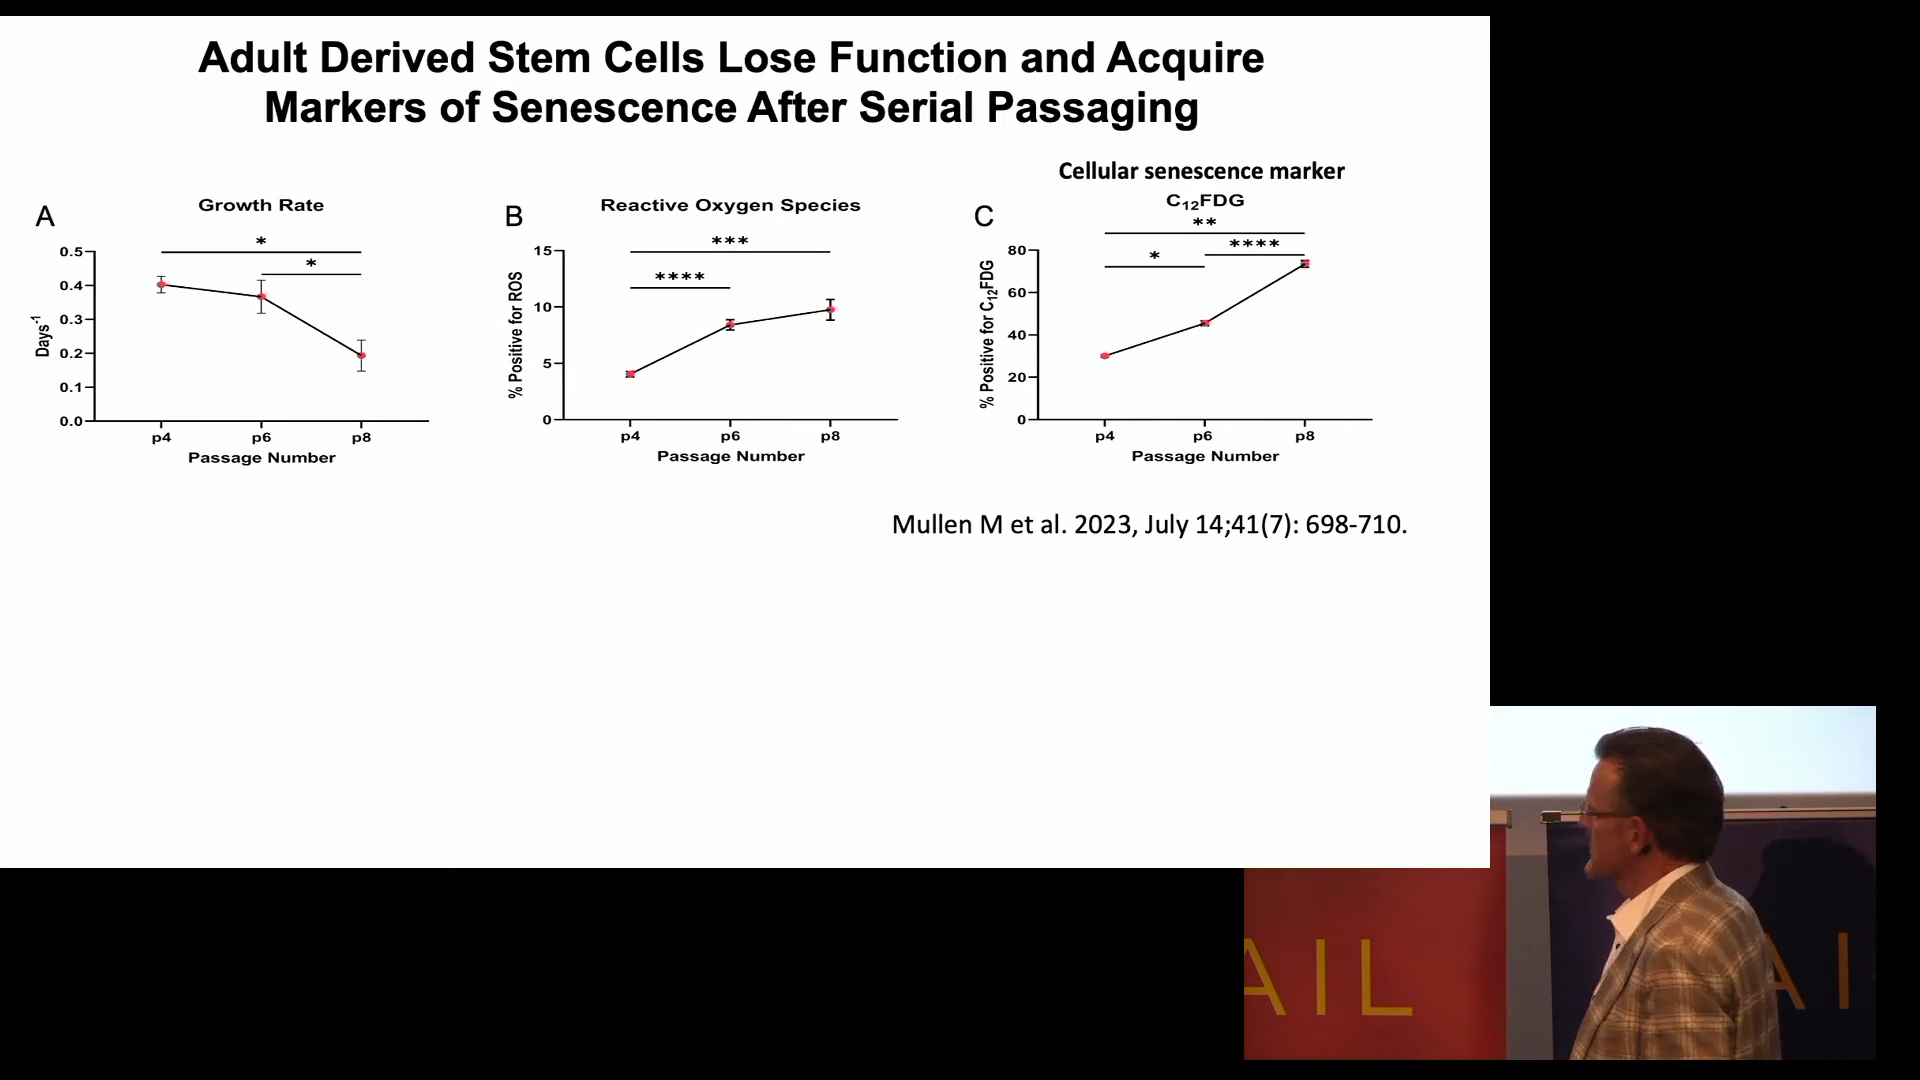 Adult Derived Stem Cells Lose Function and Acquire
Markers of Senescence After Serial Passaging
A
Growth Rate
*
*
0.5
0.4
0.3
0.2
0.1
0.0
Days-1
p4 p6 p8
Passage Number
B
Reactive Oxygen Species
***
****
15
10
5
0
% Positive for ROS
p4 p6 p8
Passage Number
Cellular senescence marker
C
C12FDG
**
****
*
80
60
40
20
0
% Positive for C12FDG
p4 p6 p8
Passage Number
Mullen M et al. 2023, July 14;41(7): 698-710.
AIL
AI